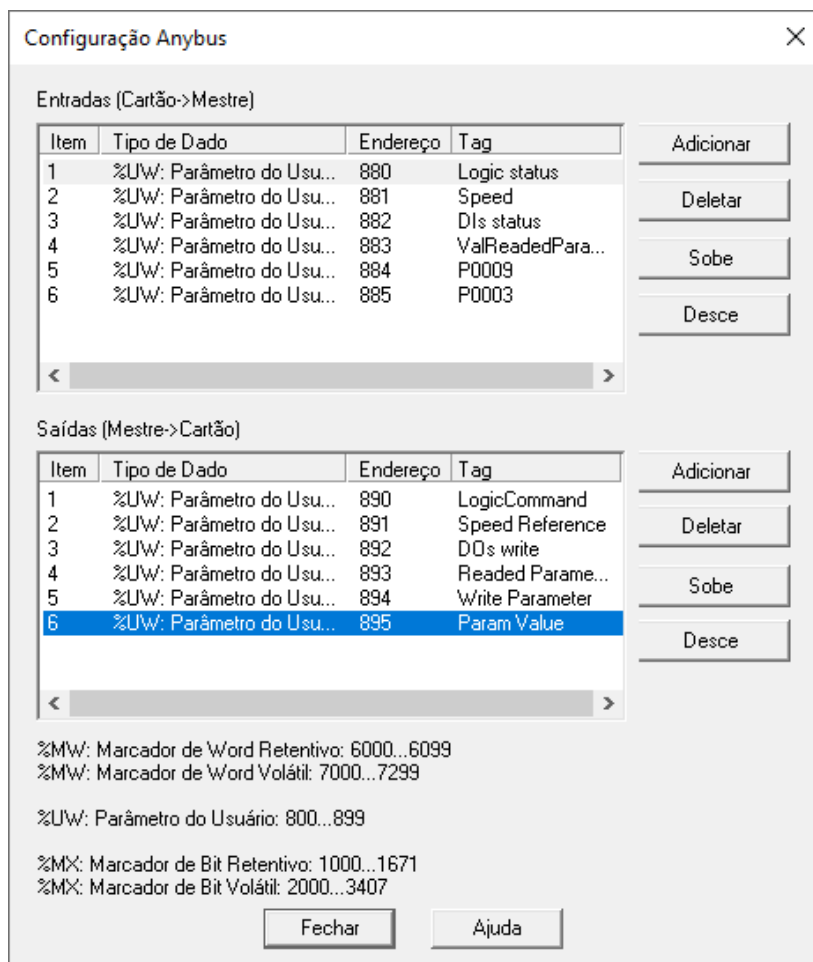 Configuração Anybus
Entradas (Cartão->Mestre)
Item Tipo de Dado Endereço Tag
1 %UW: Parâmetro do Usu... 880 Logic status
2 %UW: Parâmetro do Usu... 881 Speed
3 %UW: Parâmetro do Usu... 882 DIs status
4 %UW: Parâmetro do Usu... 883 ValReadedPara...
5 %UW: Parâmetro do Usu... 884 P0009
6 %UW: Parâmetro do Usu... 885 P0003
Adicionar
Deletar
Sobe
Desce
Saídas (Mestre->Cartão)
Item Tipo de Dado Endereço Tag
1 %UW: Parâmetro do Usu... 890 LogicCommand
2 %UW: Parâmetro do Usu... 891 Speed Reference
3 %UW: Parâmetro do Usu... 892 DOs write
4 %UW: Parâmetro do Usu... 893 Readed Parame...
5 %UW: Parâmetro do Usu... 894 Write Parameter
6 %UW: Parâmetro do Usu... 895 Param Value
Adicionar
Deletar
Sobe
Desce
%MW: Marcador de Word Retentivo: 6000...6099
%MW: Marcador de Word Volátil: 7000...7299
%UW: Parâmetro do Usuário: 800...899
%MX: Marcador de Bit Retentivo: 1000...1671
%MX: Marcador de Bit Volátil: 2000...3407
Fechar
Ajuda